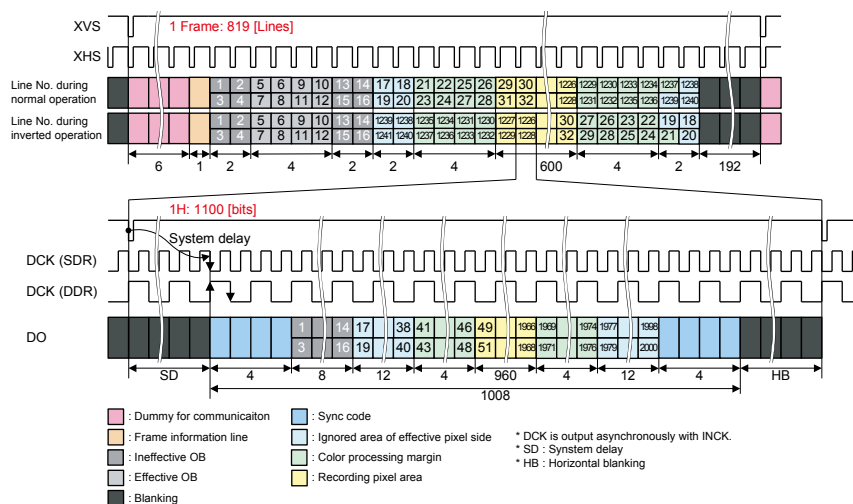 XVS
1 Frame: 819 [Lines]
XHS
Line No. during
normal operation
1 2 5 6 9 10 13 14 17 18 21 22 25 26 29 30 1226 1229 1230 1233 1234 1237 1238
3 4 7 8 11 12 15 16 19 20 23 24 27 28 31 32 1228 1231 1232 1235 1236 1239 1240
Line No. during
inverted operation
1 2 5 6 9 10 13 14 1239 1238 1235 1234 1231 1230 1227 1226 30 27 26 23 22 19 18
3 4 7 8 11 12 15 16 1241 1240 1237 1236 1233 1232 1229 1228 32 29 28 25 24 21 20
6 1 2 4 2 2 4 600 4 2 192
1H: 1100 [bits]
System delay
DCK (SDR)
DCK (DDR)
DO
1 14 17 38 41 46 49 1966 1969 1974 1977 1998
3 16 19 40 43 48 51 1968 1971 1976 1979 2000
SD 4 8 12 4 960 4 12 4 HB
1008
: Dummy for communicaiton
: Frame information line
: Ineffective OB
: Effective OB
: Blanking
: Sync code
: Ignored area of effective pixel side
: Color processing margin
: Recording pixel area
* DCK is output asynchronously with INCK.
* SD : Sysntem delay
* HB : Horizontal blanking